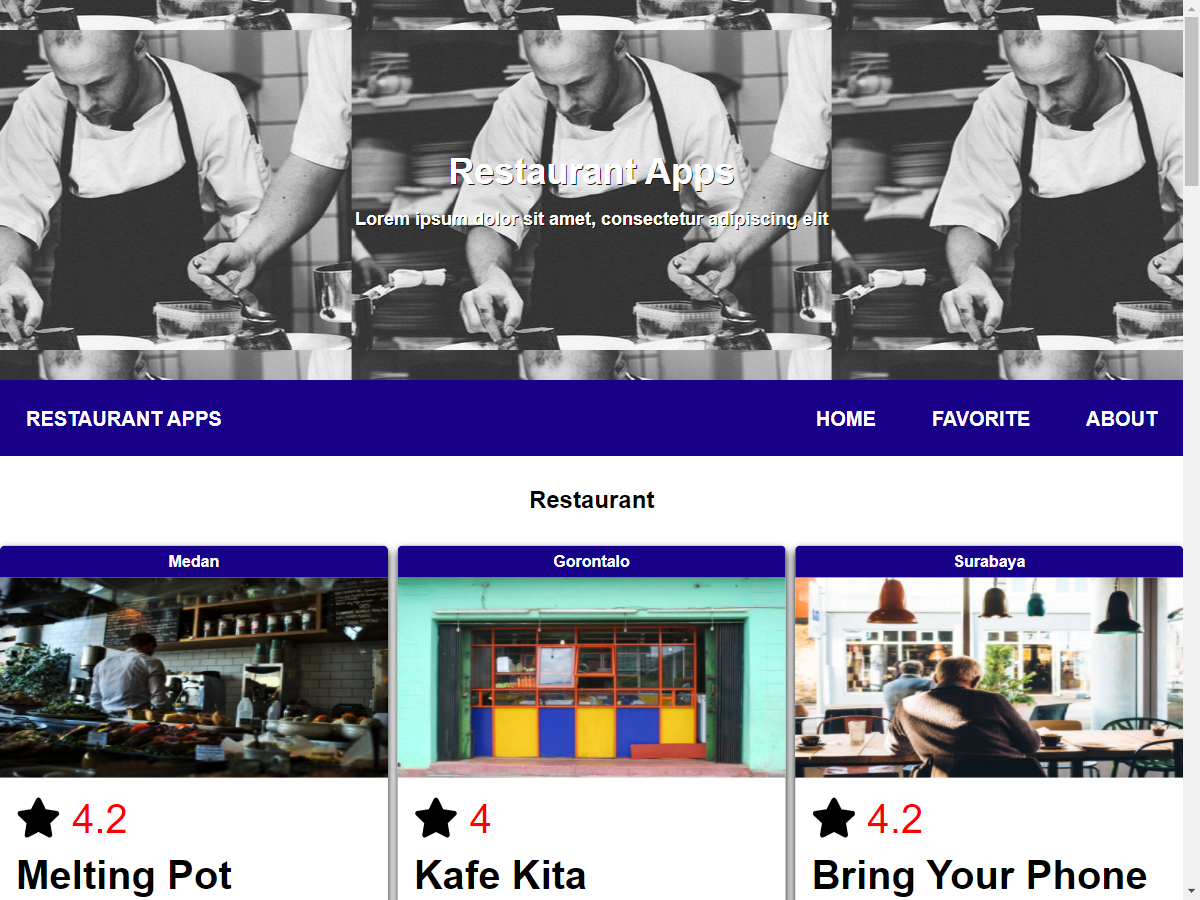 Restaurant Apps
Lorem ipsum dolor sit amet, consectetur adipiscing elit
RESTAURANT APPS
HOME
FAVORITE
ABOUT
Restaurant
Medan
Gorontalo
Surabaya
4.2
4
4.2
Melting Pot
Kafe Kita
Bring Your Phone